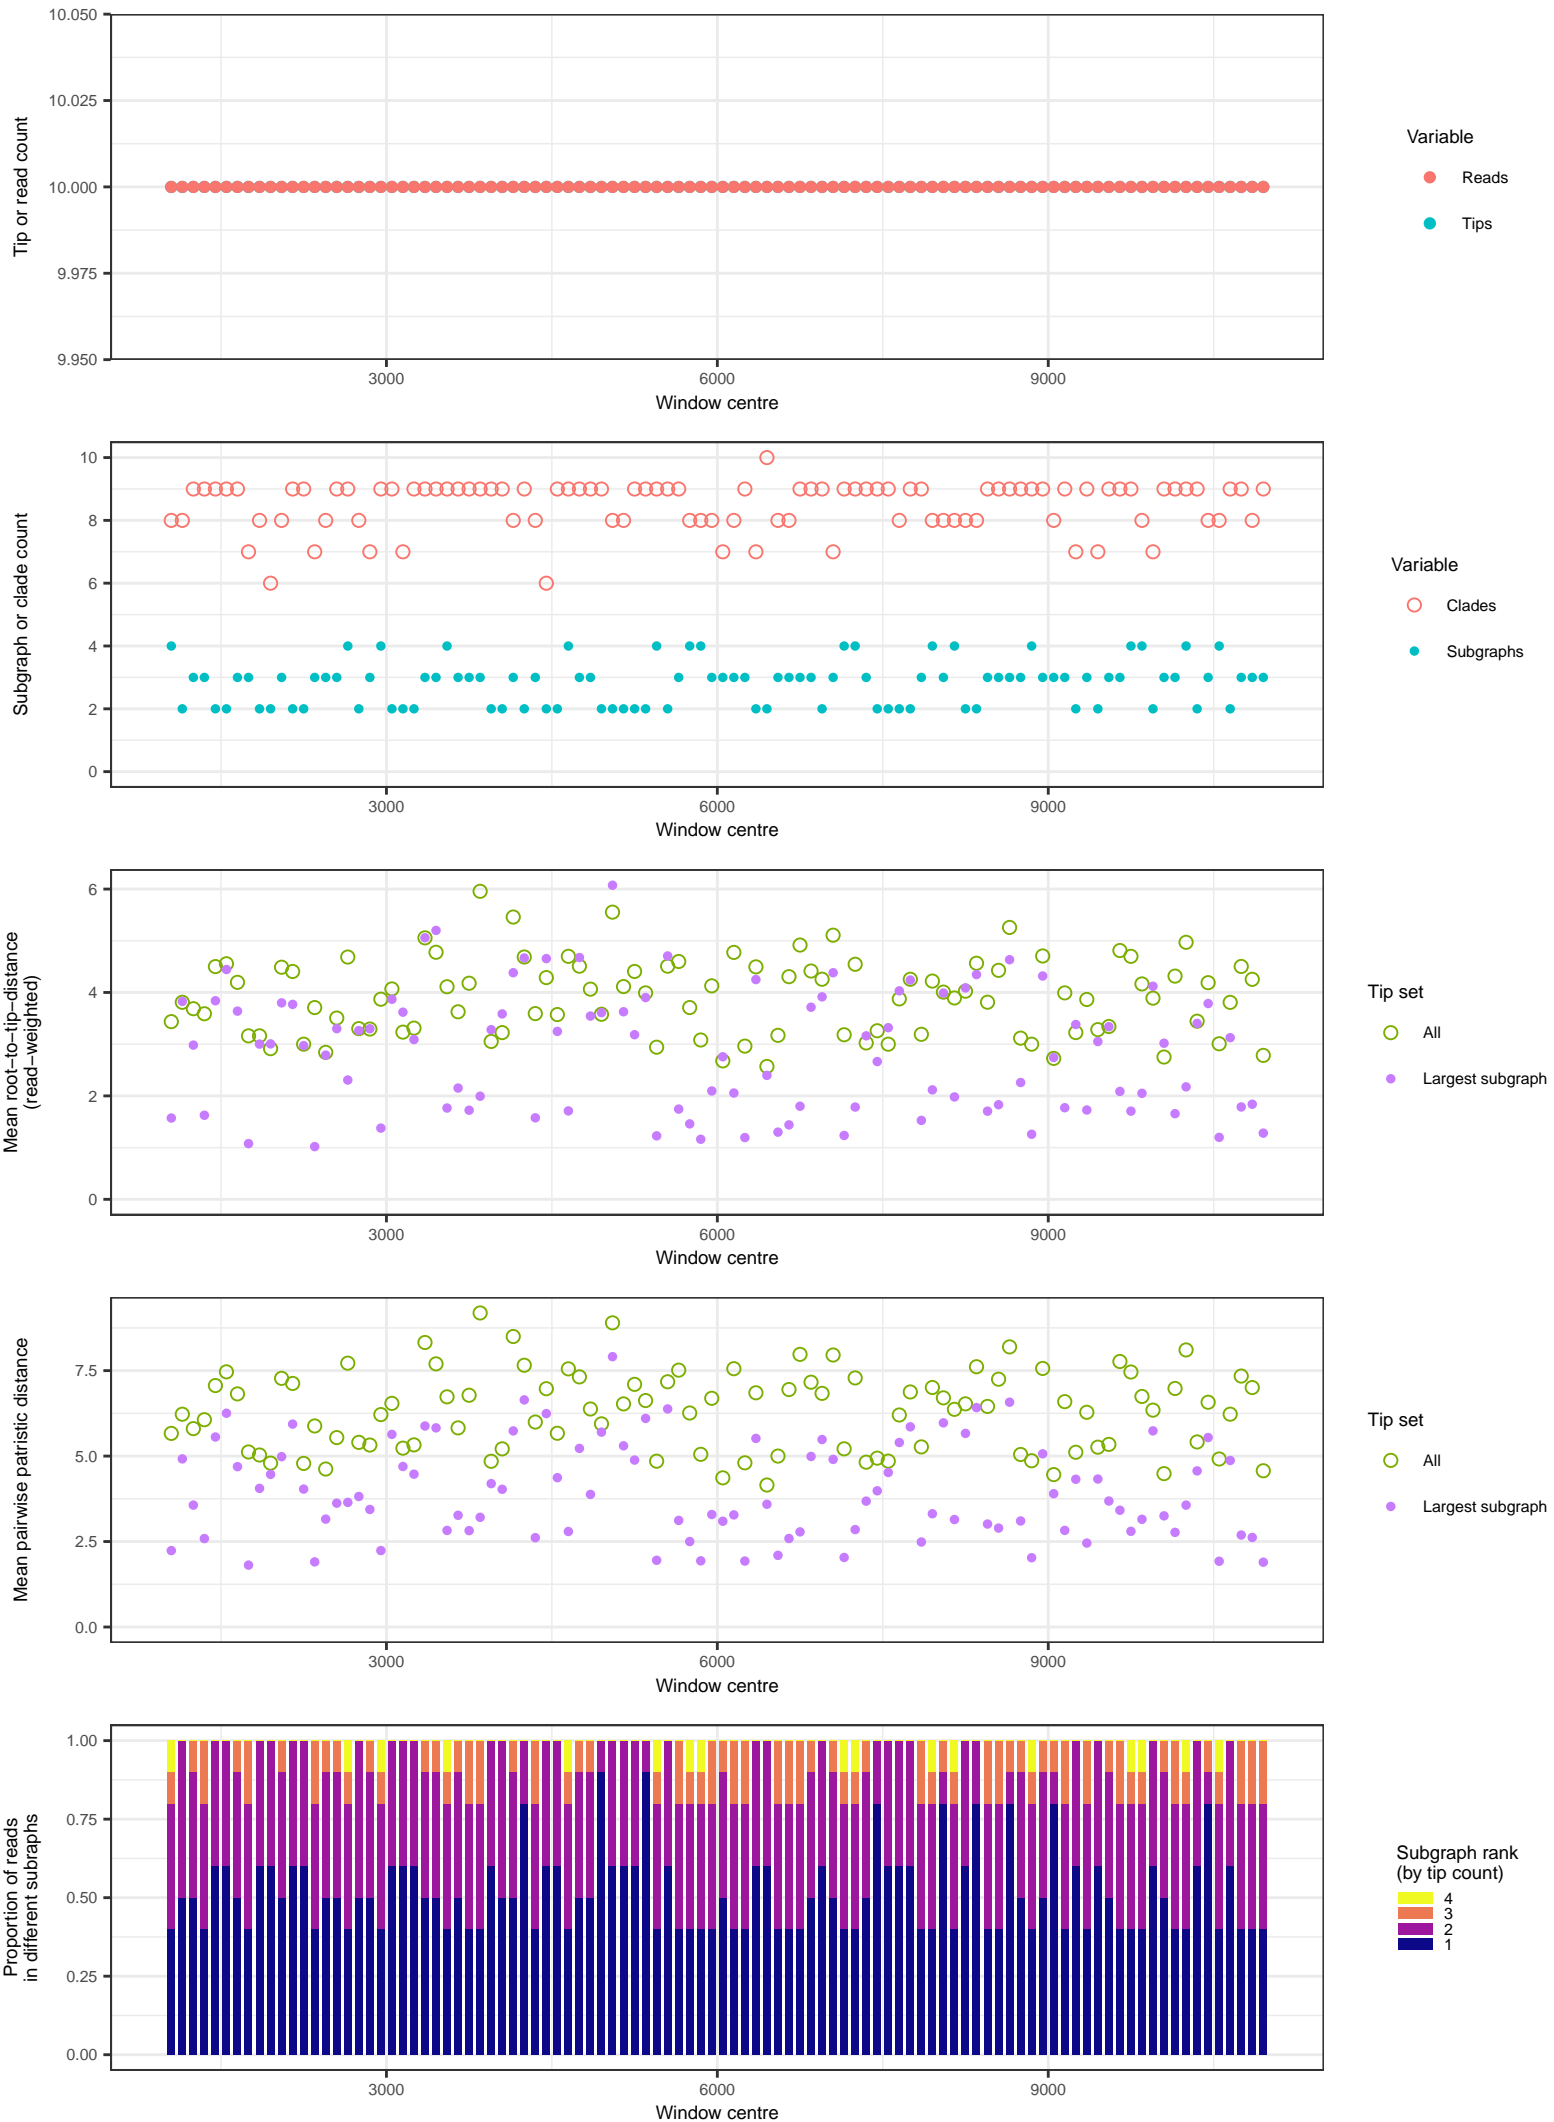 10.050
10.025
10.000
9.975
9.950
Tip or read count
3000
6000
9000
Window centre
Variable
Reads
Tips
10
8
6
4
2
0
Subgraph or clade count
3000
6000
9000
Window centre
Variable
Clades
Subgraphs
6
4
2
0
Mean root−to−tip−distance
(read−weighted)
3000
6000
9000
Window centre
Tip set
All
Largest subgraph
7.5
5.0
2.5
0.0
Mean pairwise patristic distance
3000
6000
9000
Window centre
Tip set
All
Largest subgraph
1.00
0.75
0.50
0.25
0.00
Proportion of reads
in different subraphs
3000
6000
9000
Window centre
Subgraph rank
(by tip count)
4
3
2
1